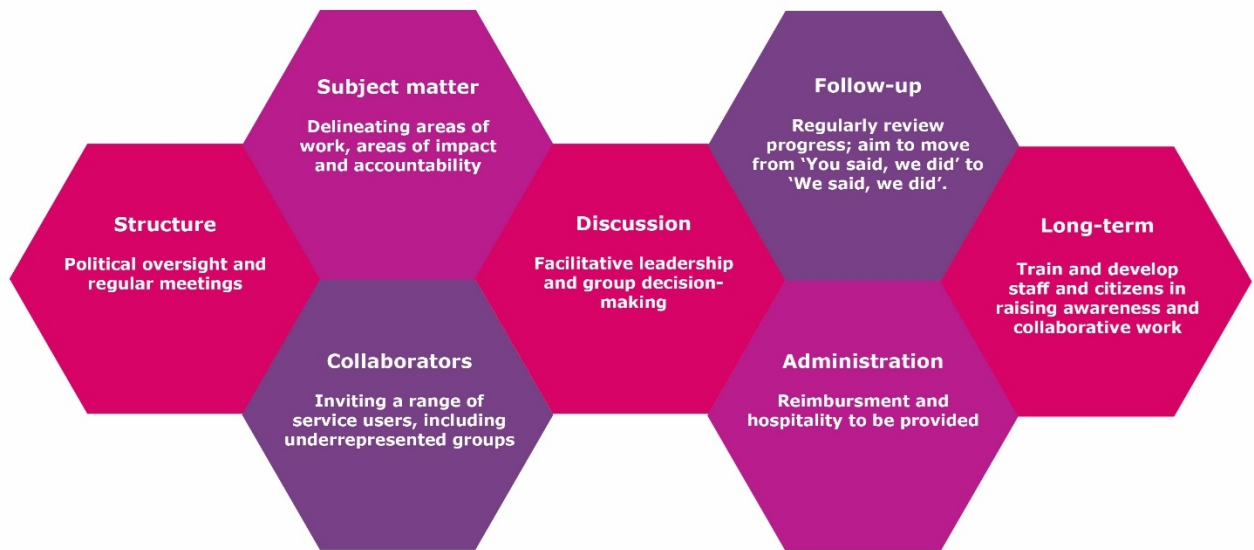 Structure
Political oversight and
regular meetings
Subject matter
Delineating areas of
work, areas of impact
and accountability
Collaborators
Inviting a range of
service users, including
underrepresented groups
Discussion
Facilitative leadership
and group decision-
making
Follow-up
Regularly review
progress; aim to move
from ‘You said, we did’ to
‘We said, we did’.
Administration
Reimbursment and
hospitality to be provided
Long-term
Train and develop
staff and citizens in
raising awareness and
collaborative work